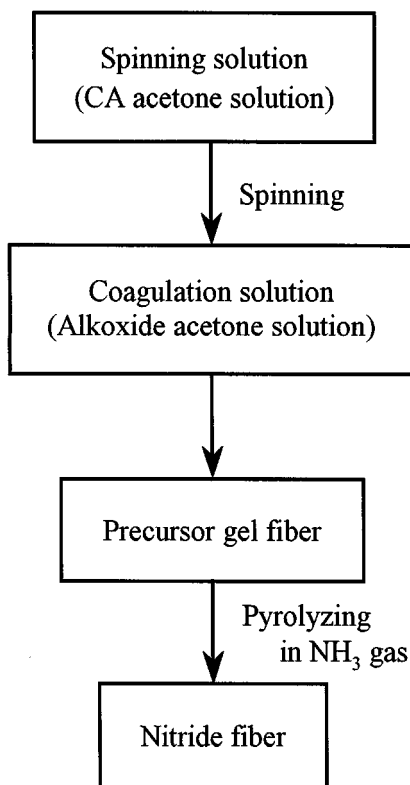 Spinning solution
(CA acetone solution)
Spinning
Coagulation solution
(Alkoxide acetone solution)
Precursor gel fiber
Pyrolyzing
in NH₃ gas
Nitride fiber